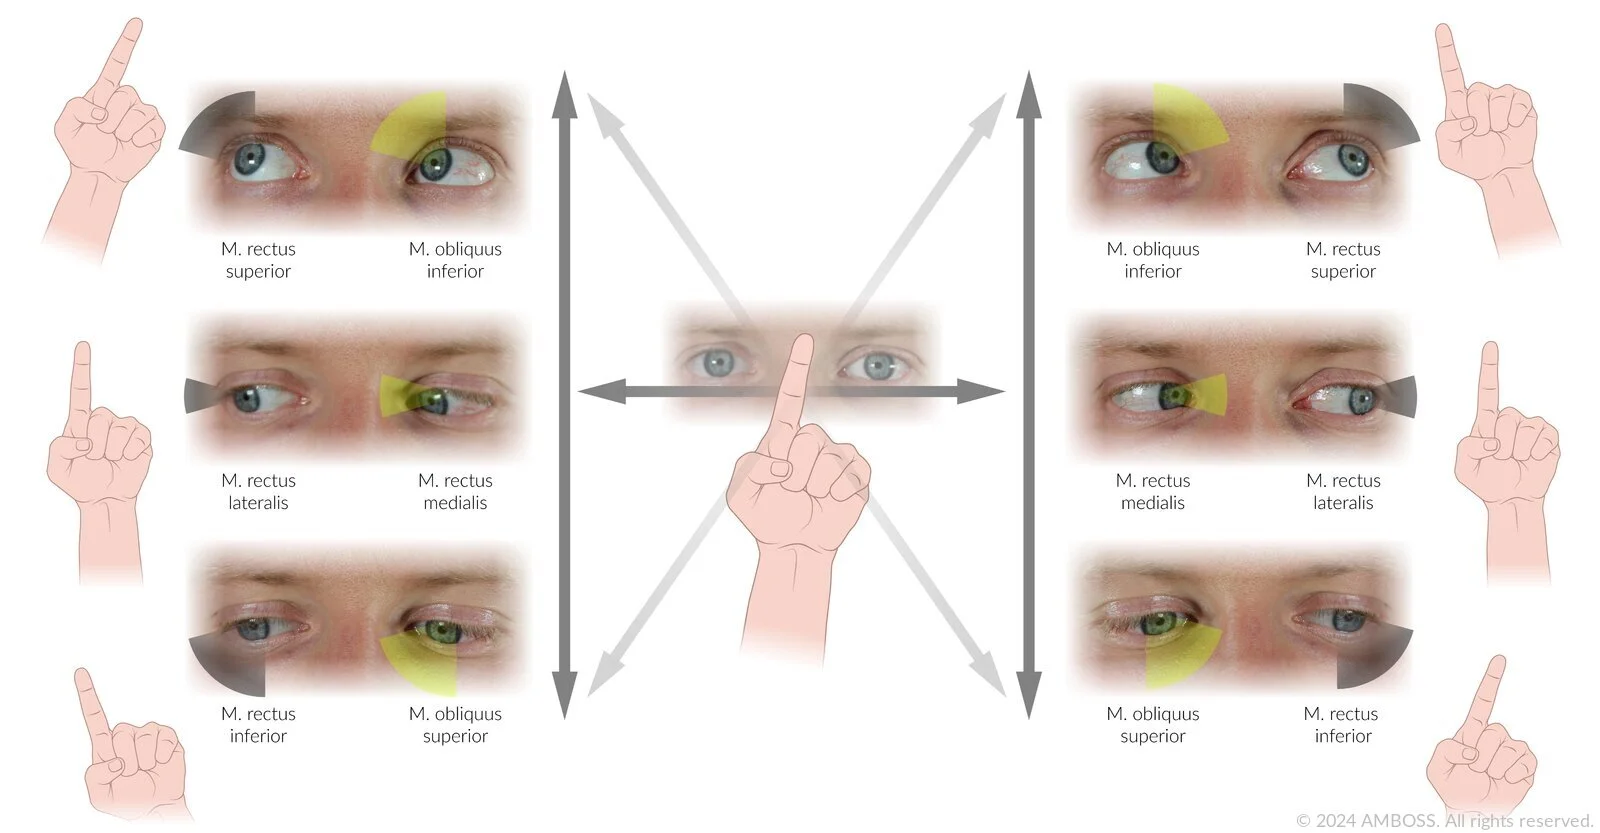 M. rectus
superior
M. obliquus
inferior
M. obliquus
inferior
M. rectus
superior
M. rectus
lateralis
M. rectus
medialis
M. rectus
medialis
M. rectus
lateralis
M. rectus
inferior
M. obliquus
superior
M. obliquus
superior
M. rectus
inferior
© 2024 AMBOSS. All rights reserved.